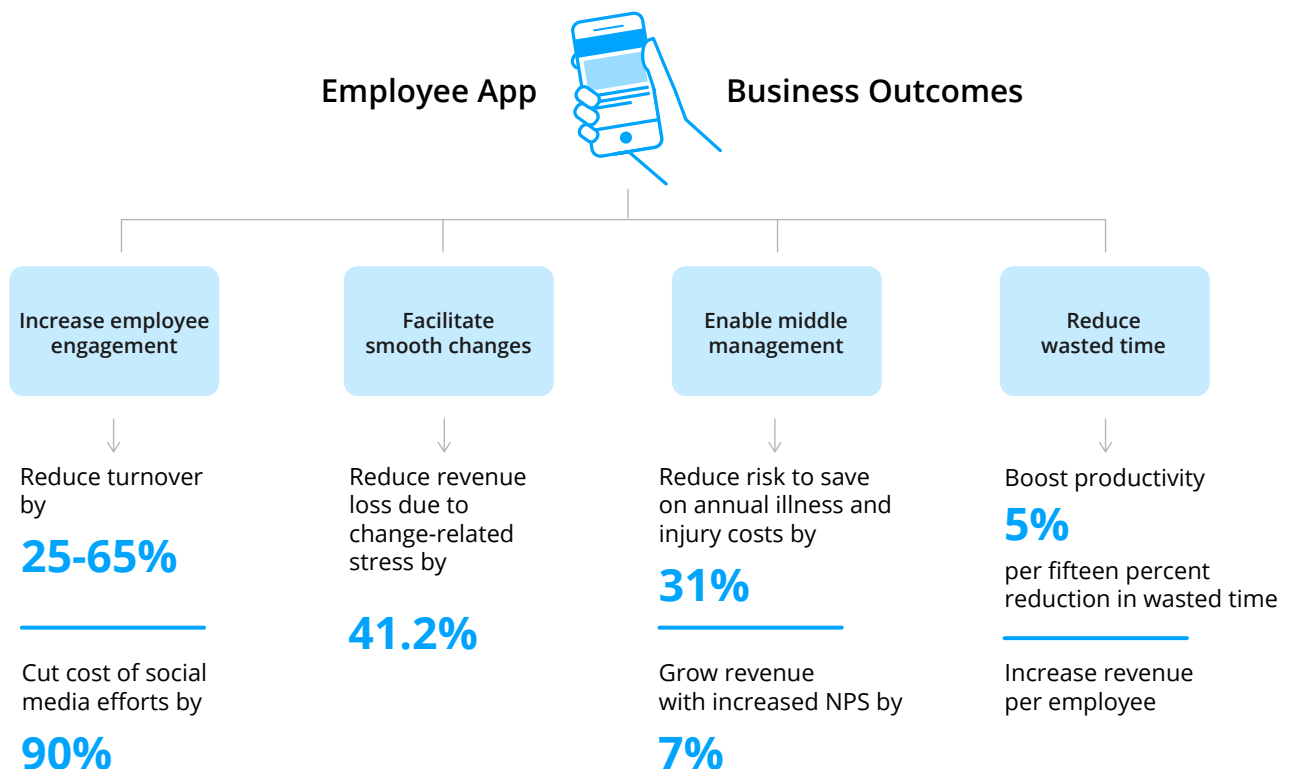 Employee App
Business Outcomes
Increase employee
engagement
Reduce turnover
by
25-65%
Cut cost of social
media efforts by
90%
Facilitate
smooth changes
Reduce revenue
loss due to
change-related
stress by
41.2%
Enable middle
management
Reduce risk to save
on annual illness and
injury costs by
31%
Grow revenue
with increased NPS by
7%
Reduce
wasted time
Boost productivity
5%
per fifteen percent
reduction in wasted time
Increase revenue
per employee